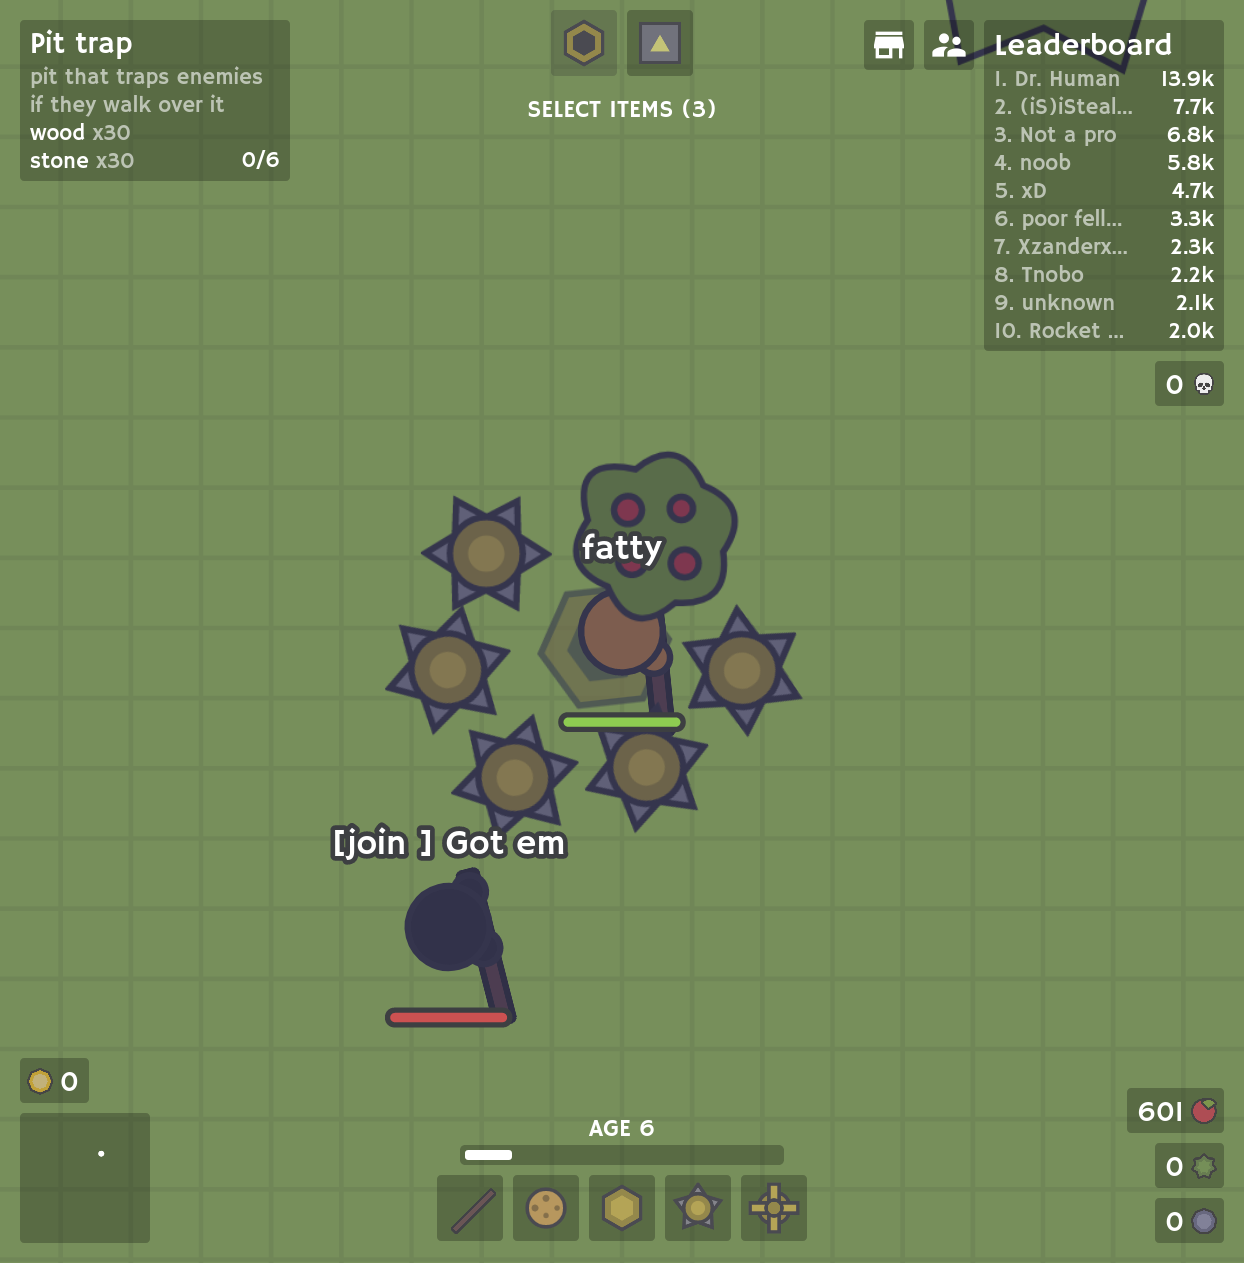 Pit trap
pit that traps enemies
if they walk over it
wood x30
stone x30 0/6
SELECT ITEMS (3)
Leaderboard
1. Dr. Human 13.9k
2. (iS)iSteal... 7.7k
3. Not a pro 6.8k
4. noob 5.8k
5. xD 4.7k
6. poor fell... 3.3k
7. Xzanderx... 2.3k
8. Tnobo 2.2k
9. unknown 2.1k
10. Rocket ... 2.0k
0
fatty
[join ] Got em
0
AGE 6
601
0
0